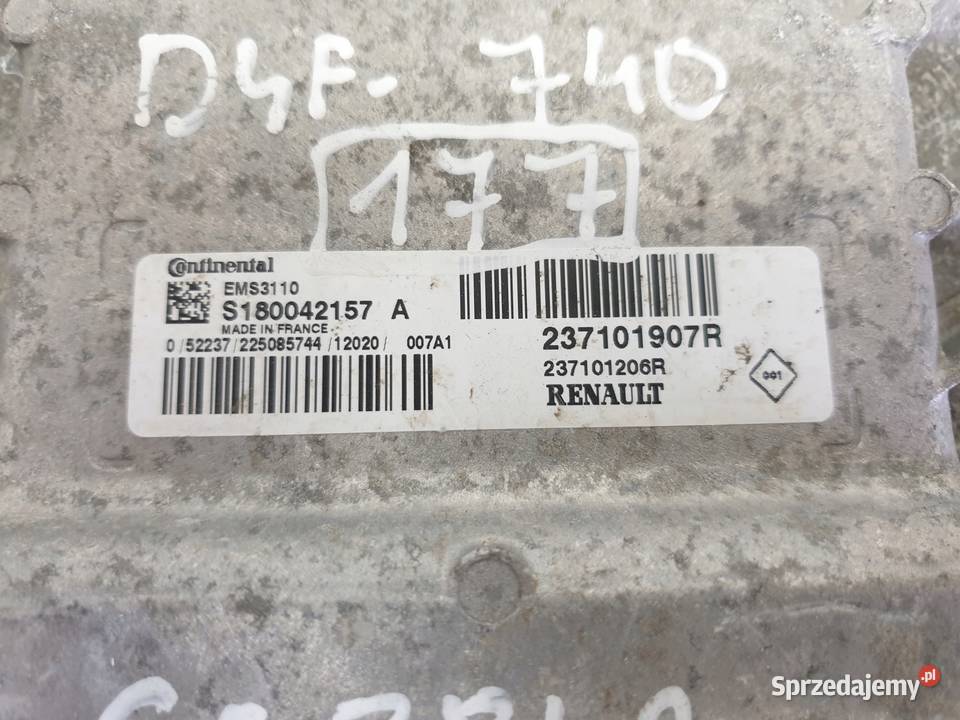 D4F. 740
177
Continental
EMS3110
S180042157 A
MADE IN FRANCE
0/52237/225085744/12020/ 007A1
237101907R
237101206R
RENAULT
001
Sprzedajemy.pl